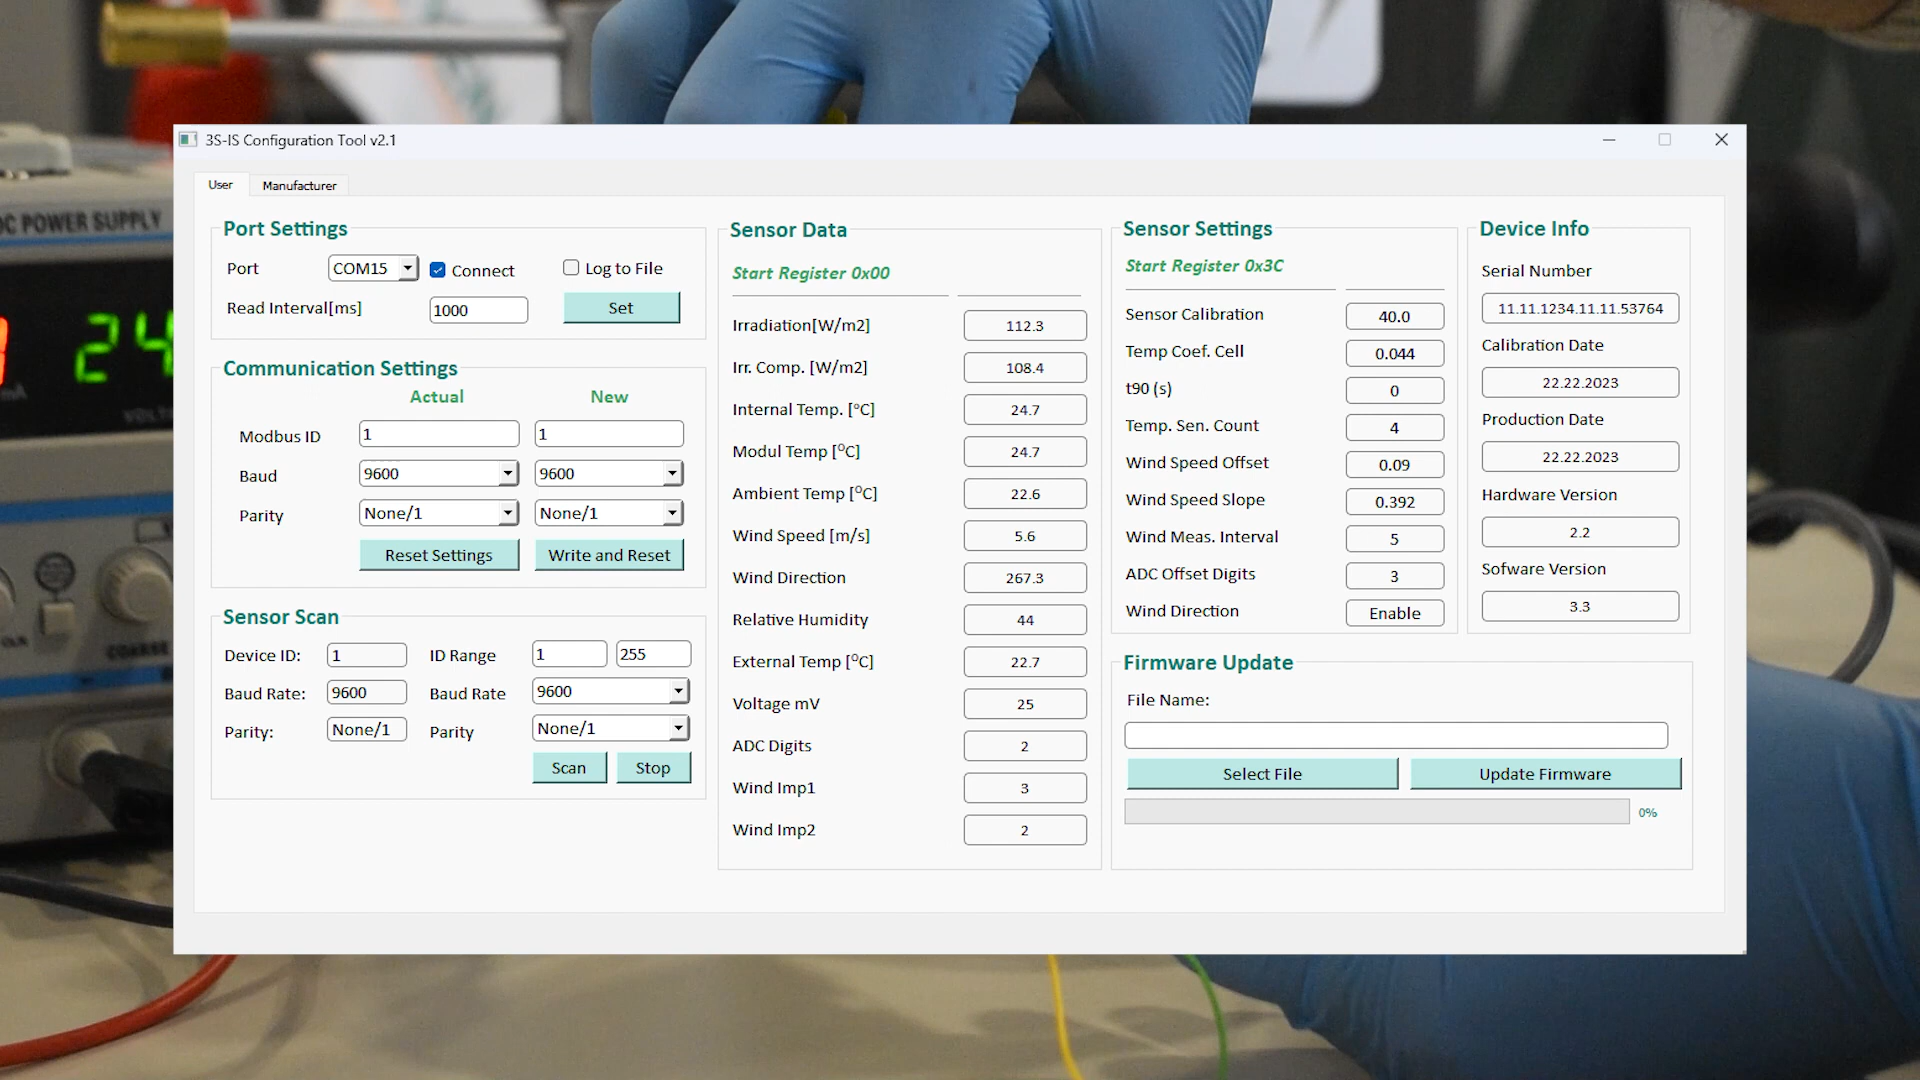 3S-IS Configuration Tool v2.1
User
Manufacturer
Port Settings
Port
COM15
Connect
Log to File
Read Interval[ms]
1000
Set
Communication Settings
Actual
New
Modbus ID
1
1
Baud
9600
9600
Parity
None/1
None/1
Reset Settings
Write and Reset
Sensor Scan
Device ID:
1
ID Range
1
255
Baud Rate:
9600
Baud Rate
9600
Parity:
None/1
Parity
None/1
Scan
Stop
Sensor Data
Start Register 0x00
Irradiation[W/m2]
112.3
Irr. Comp. [W/m2]
108.4
Internal Temp. [°C]
24.7
Modul Temp [°C]
24.7
Ambient Temp [°C]
22.6
Wind Speed [m/s]
5.6
Wind Direction
267.3
Relative Humidity
44
External Temp [°C]
22.7
Voltage mV
25
ADC Digits
2
Wind Imp1
3
Wind Imp2
2
Sensor Settings
Start Register 0x3C
Sensor Calibration
40.0
Temp Coef. Cell
0.044
t90 (s)
0
Temp. Sen. Count
4
Wind Speed Offset
0.09
Wind Speed Slope
0.392
Wind Meas. Interval
5
ADC Offset Digits
3
Wind Direction
Enable
Device Info
Serial Number
11.11.1234.11.11.53764
Calibration Date
22.22.2023
Production Date
22.22.2023
Hardware Version
2.2
Sofware Version
3.3
Firmware Update
File Name:
Select File
Update Firmware
0%
DC POWER SUPPLY
24
mA
COARSE